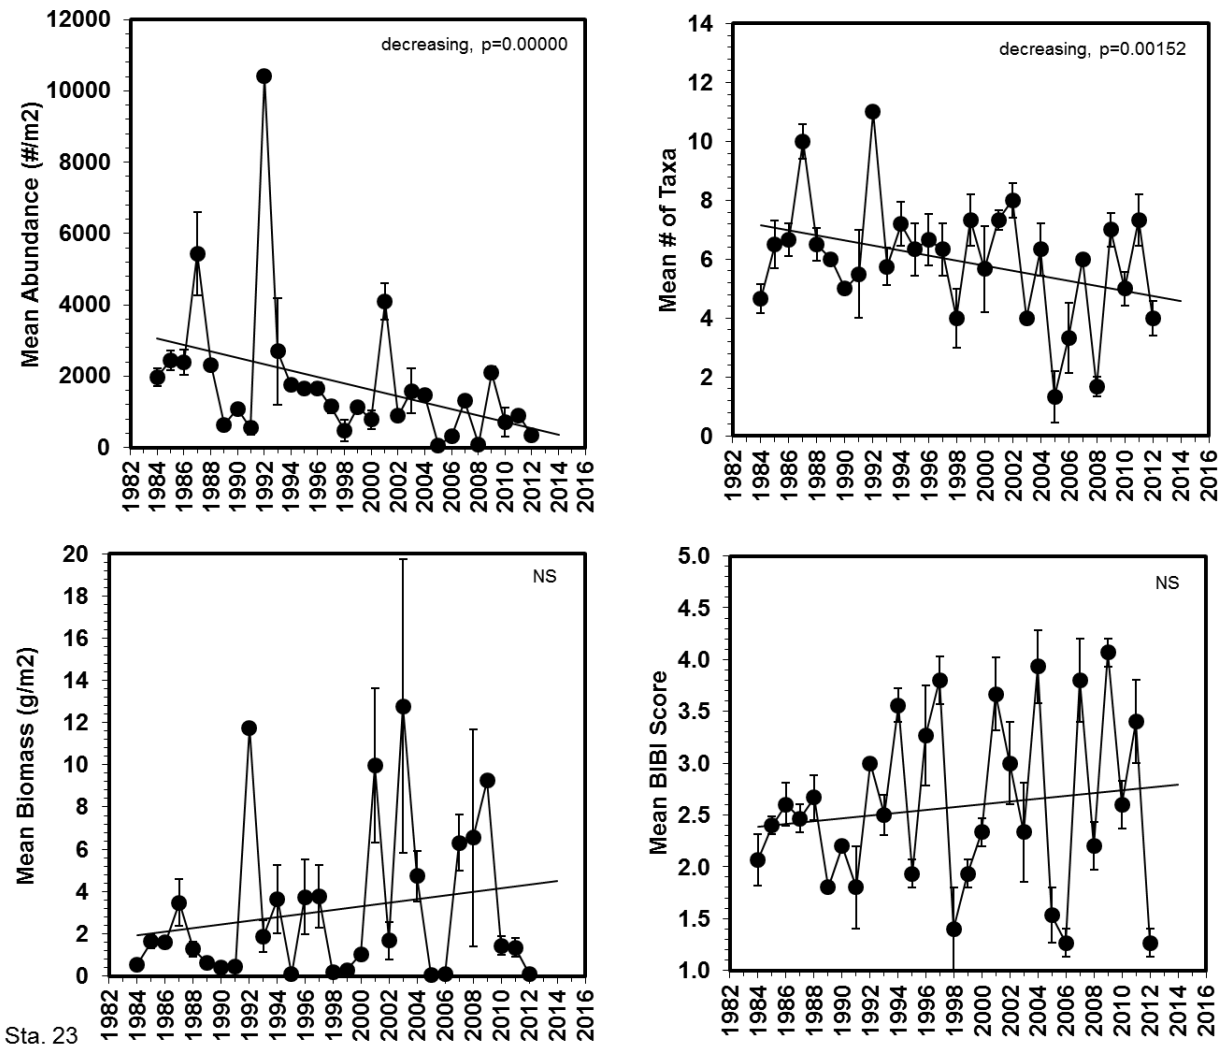 12000
10000
8000
6000
4000
2000
0
Mean Abundance (#/m2)
decreasing, p=0.00000
1982 1984 1986 1988 1990 1992 1994 1996 1998 2000 2002 2004 2006 2008 2010 2012 2014 2016
14
12
10
8
6
4
2
0
Mean # of Taxa
decreasing, p=0.00152
1982 1984 1986 1988 1990 1992 1994 1996 1998 2000 2002 2004 2006 2008 2010 2012 2014 2016
20
18
16
14
12
10
8
6
4
2
0
Mean Biomass (g/m2)
NS
1982 1984 1986 1988 1990 1992 1994 1996 1998 2000 2002 2004 2006 2008 2010 2012 2014 2016
5.0
4.5
4.0
3.5
3.0
2.5
2.0
1.5
1.0
Mean BIBI Score
NS
1982 1984 1986 1988 1990 1992 1994 1996 1998 2000 2002 2004 2006 2008 2010 2012 2014 2016
Sta. 23